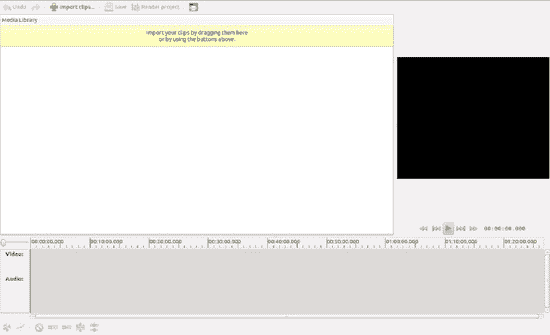 Undo Import clips... Save Render project
Media Library
Import your clips by dragging them here
or by using the buttons above.
00:00:00.000
00:00:00.000 00:10:00.000 00:20:00.000 00:30:00.000 00:40:00.000 00:50:00.000 01:00:00.000 01:10:00.000 01:20:00.000
Video:
Audio: